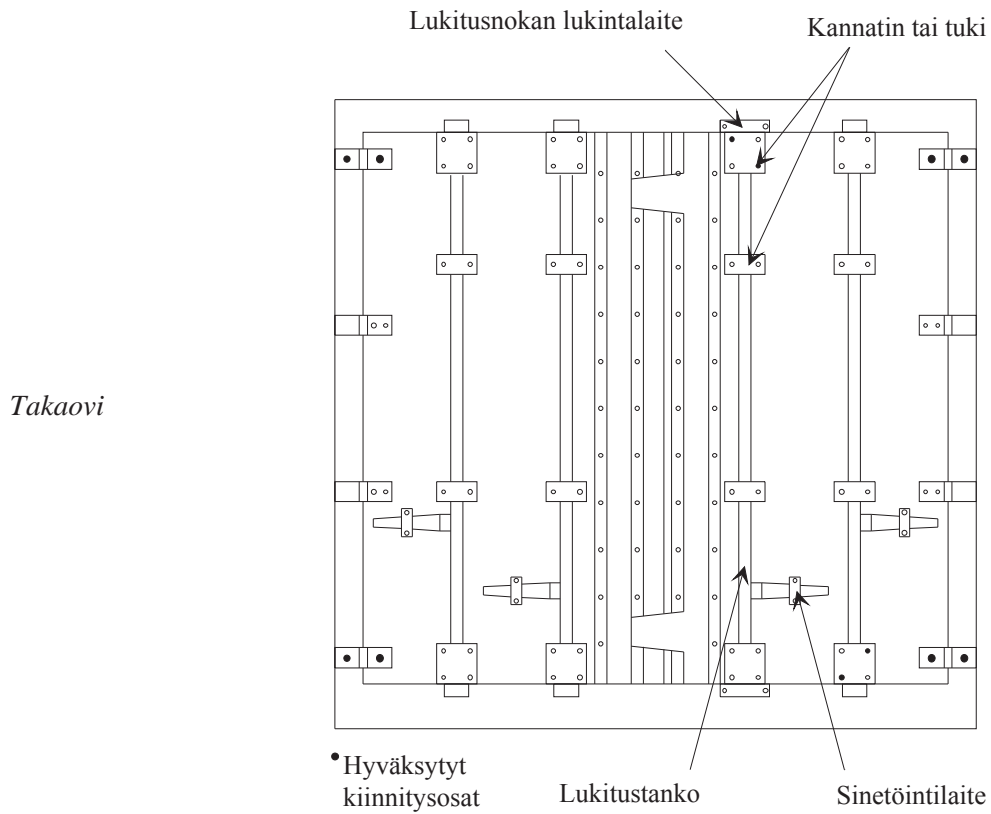 Lukitusnokan lukintalaite
Kannatin tai tuki
Takaovi
Hyväksytyt
kiinnitysosat
Lukitustanko
Sinetöintilaite